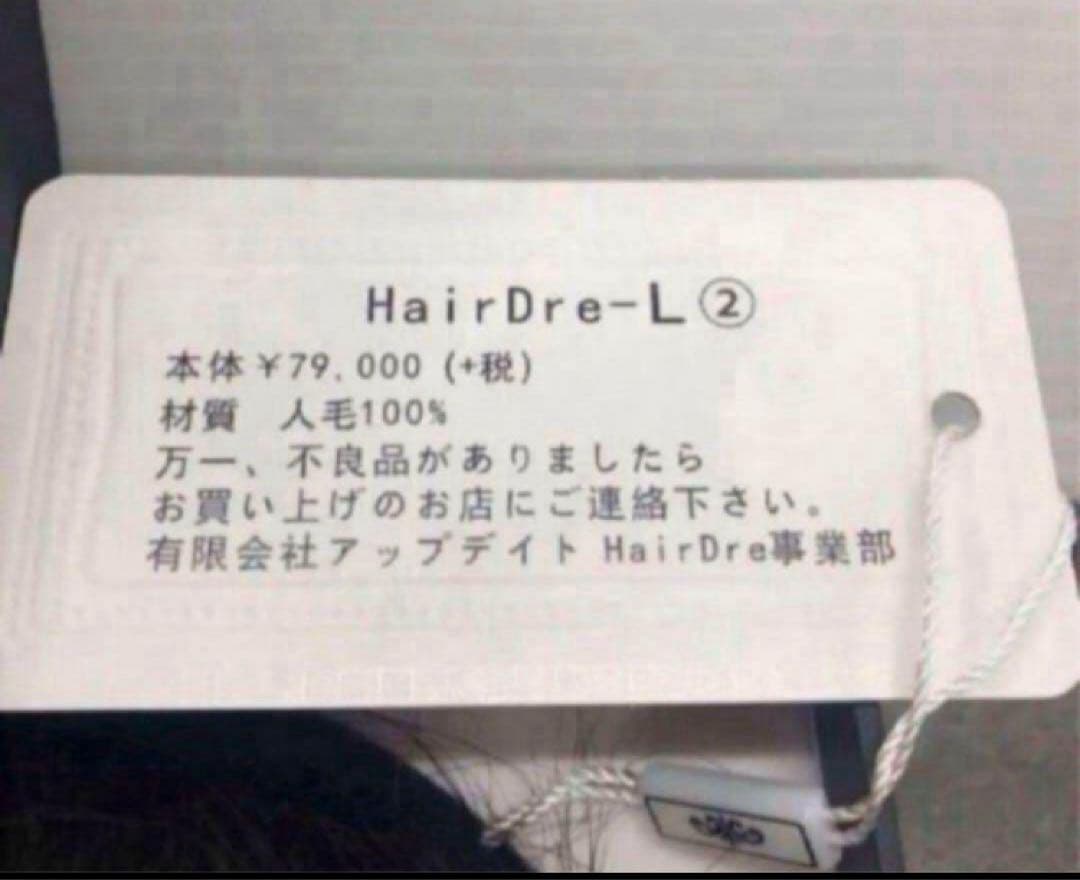 HairDre-L②
本体¥79,000 (+税)
材質　人毛100%
万一、不良品がありましたら
お買い上げのお店にご連絡下さい。
有限会社アップデイト HairDre事業部